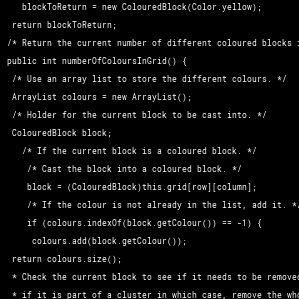 blockToReturn = new ColouredBlock(Color.yellow);
return blockToReturn;
/* Return the current number of different coloured blocks
public int numberOfColoursInGrid() {
/* Use an array list to store the different colours. */
ArrayList colours = new ArrayList();
/* Holder for the current block to be cast into. */
ColouredBlock block;
/* If the current block is a coloured block. */
/* Cast the block into a coloured block. */
block = (ColouredBlock)this.grid[row][column];
/* If the colour is not already in the list, add it. */
if (colours.indexOf(block.getColour()) == -1) {
colours.add(block.getColour());
return colours.size();
* Check the current block to see if it needs to be removed
* if it is part of a cluster in which case, remove the who